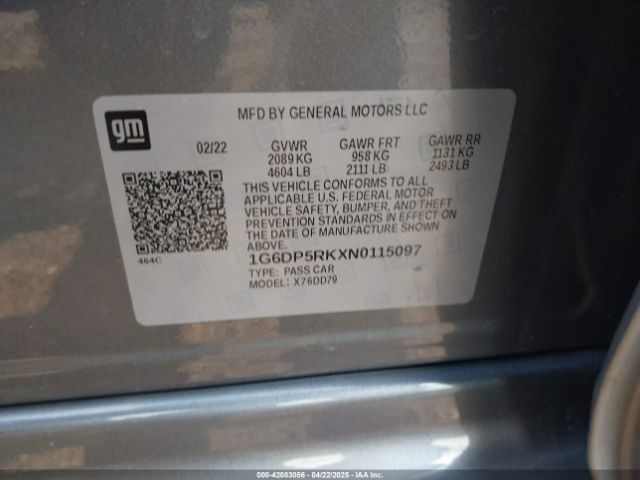 gm
MFD BY GENERAL MOTORS LLC
02/22 GVWR GAWR FRT GAWR RR
2089 KG 958 KG 1131 KG
4604 LB 2111 LB 2493 LB
THIS VEHICLE CONFORMS TO ALL
APPLICABLE U.S. FEDERAL MOTOR
VEHICLE SAFETY, BUMPER, AND THEFT
PREVENTION STANDARDS IN EFFECT ON
THE DATE OF MANUFACTURE SHOWN
ABOVE.
464C
1G6DP5RKXN0115097
TYPE: PASS CAR
MODEL: X76DD79
000-42083056 - 04/22/2025 - IAAI.COM